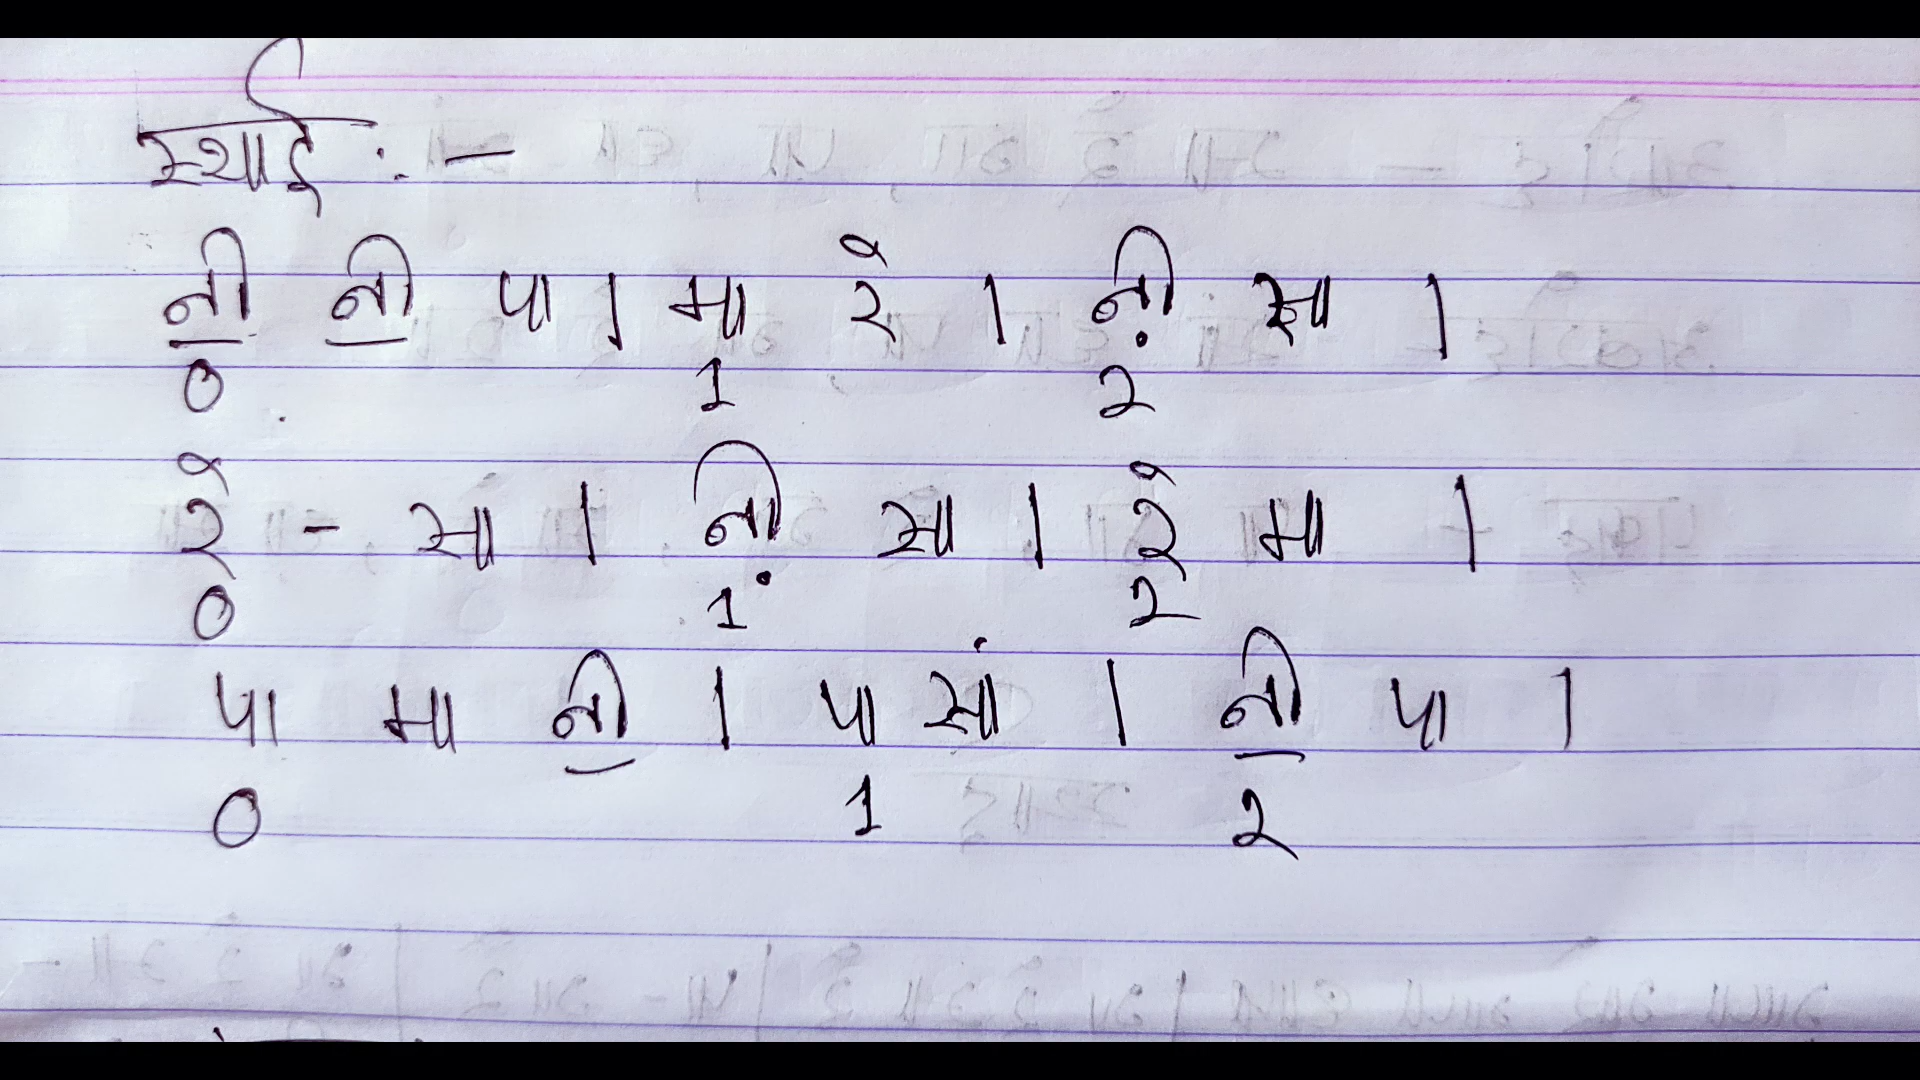 स्थाई :-
नी नी पा । मा रे । नी़ सा ।
0 1 2
रे - सा । नी़ सा । रे मा ।
0 1 2
पा मा नी । पा सां । नी पा ।
0 1 2